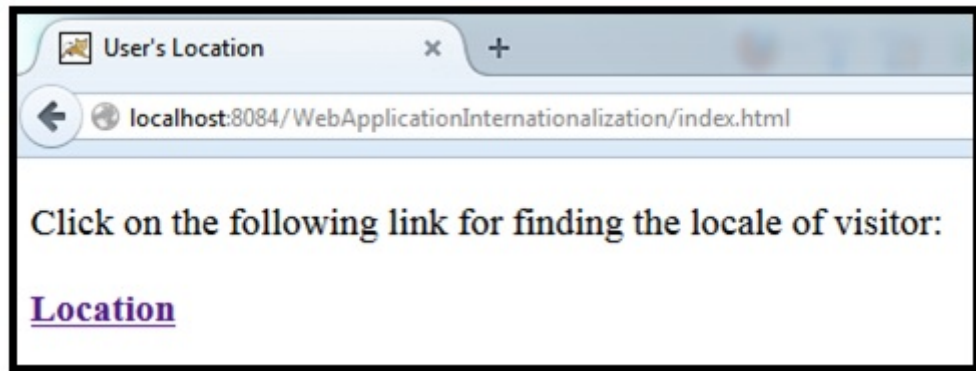 User's Location
localhost:8084/WebApplicationInternationalization/index.html
Click on the following link for finding the locale of visitor:
Location